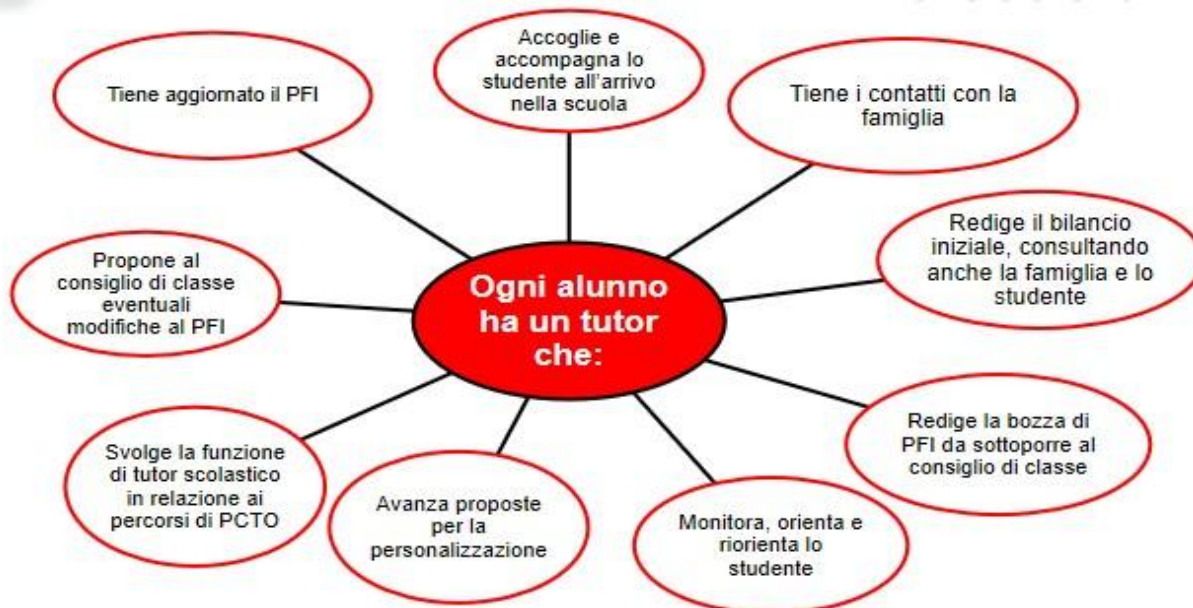 Accoglie e
accompagna lo
studente all'arrivo
nella scuola
Tiene aggiornato il PFI
Tiene i contatti con la
famiglia
Redige il bilancio
iniziale, consultando
anche la famiglia e lo
studente
Propone al
consiglio di classe
eventuali
modifiche al PFI
Ogni alunno
ha un tutor
che:
Redige la bozza di
PFI da sottoporre al
consiglio di classe
Svolge la funzione
di tutor scolastico
in relazione ai
percorsi di PCTO
Avanza proposte
per la
personalizzazione
Monitora, orienta e
riorienta lo
studente